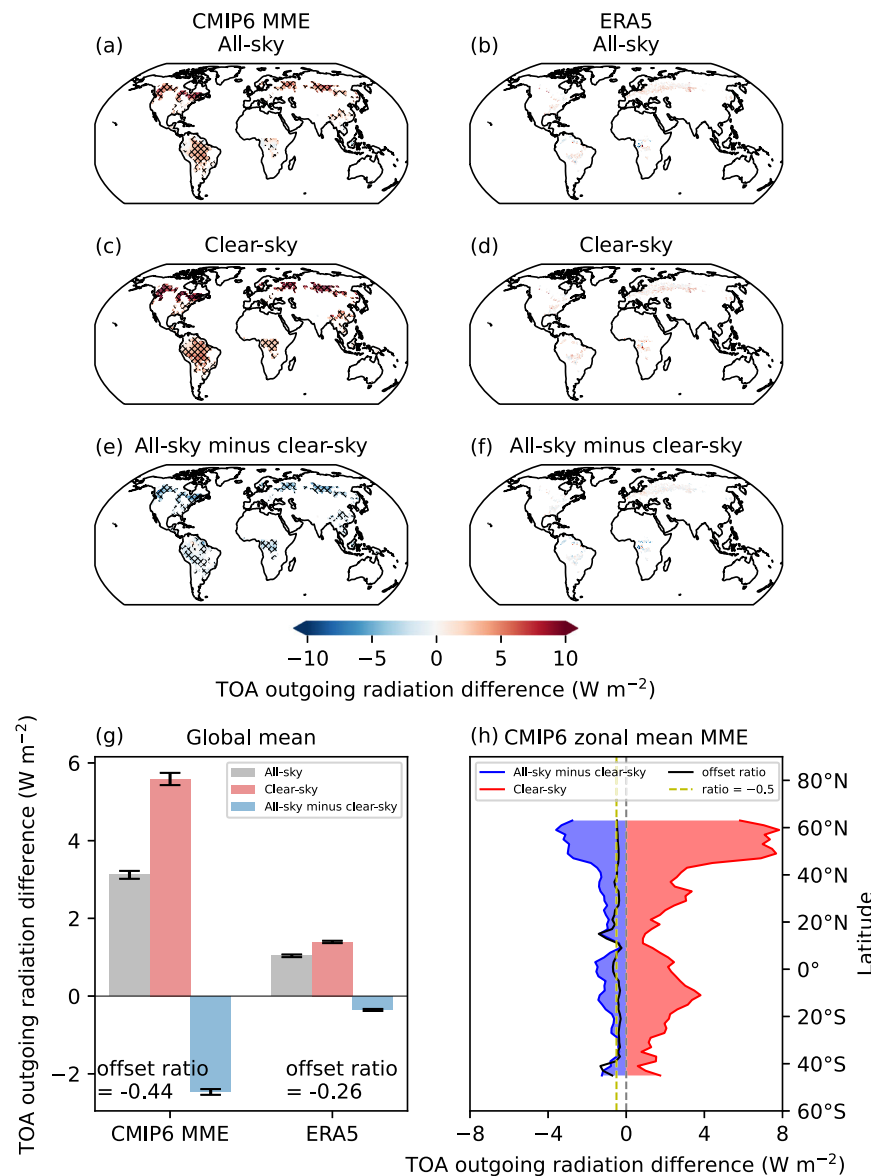 CMIP6 MME
ERA5
(a) All-sky
(b) All-sky
(c) Clear-sky
(d) Clear-sky
(e) All-sky minus clear-sky
(f) All-sky minus clear-sky
−10 −5 0 5 10
TOA outgoing radiation difference (W m⁻²)
(g) Global mean
TOA outgoing radiation difference (W m⁻²)
6
4
2
0
−2
All-sky
Clear-sky
All-sky minus clear-sky
offset ratio
= -0.44
offset ratio
= -0.26
CMIP6 MME
ERA5
(h) CMIP6 zonal mean MME
All-sky minus clear-sky
Clear-sky
offset ratio
ratio = −0.5
80°N
60°N
40°N
20°N
0°
20°S
40°S
60°S
Latitude
−8 −4 0 4 8
TOA outgoing radiation difference (W m⁻²)